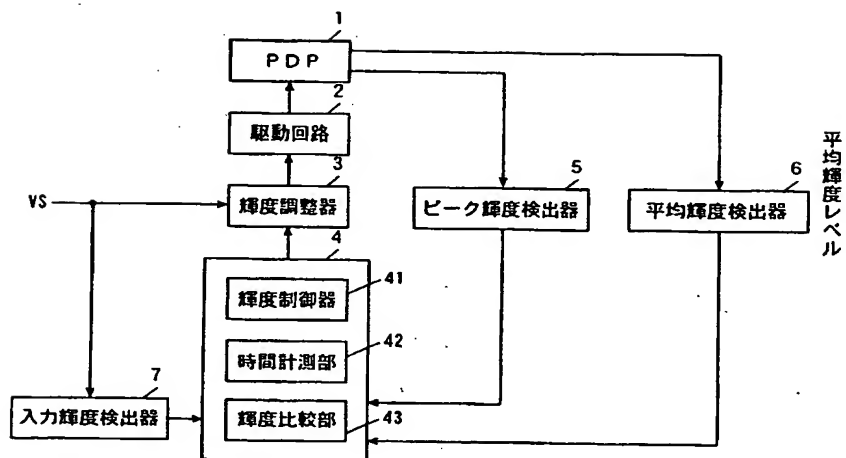 1
PDP
2
駆動回路
3
VS
輝度調整器
5
ピーク輝度検出器
6
平均輝度検出器
平均輝度レベル
4
輝度制御器
41
時間計測部
42
7
入力輝度検出器
輝度比較部
43